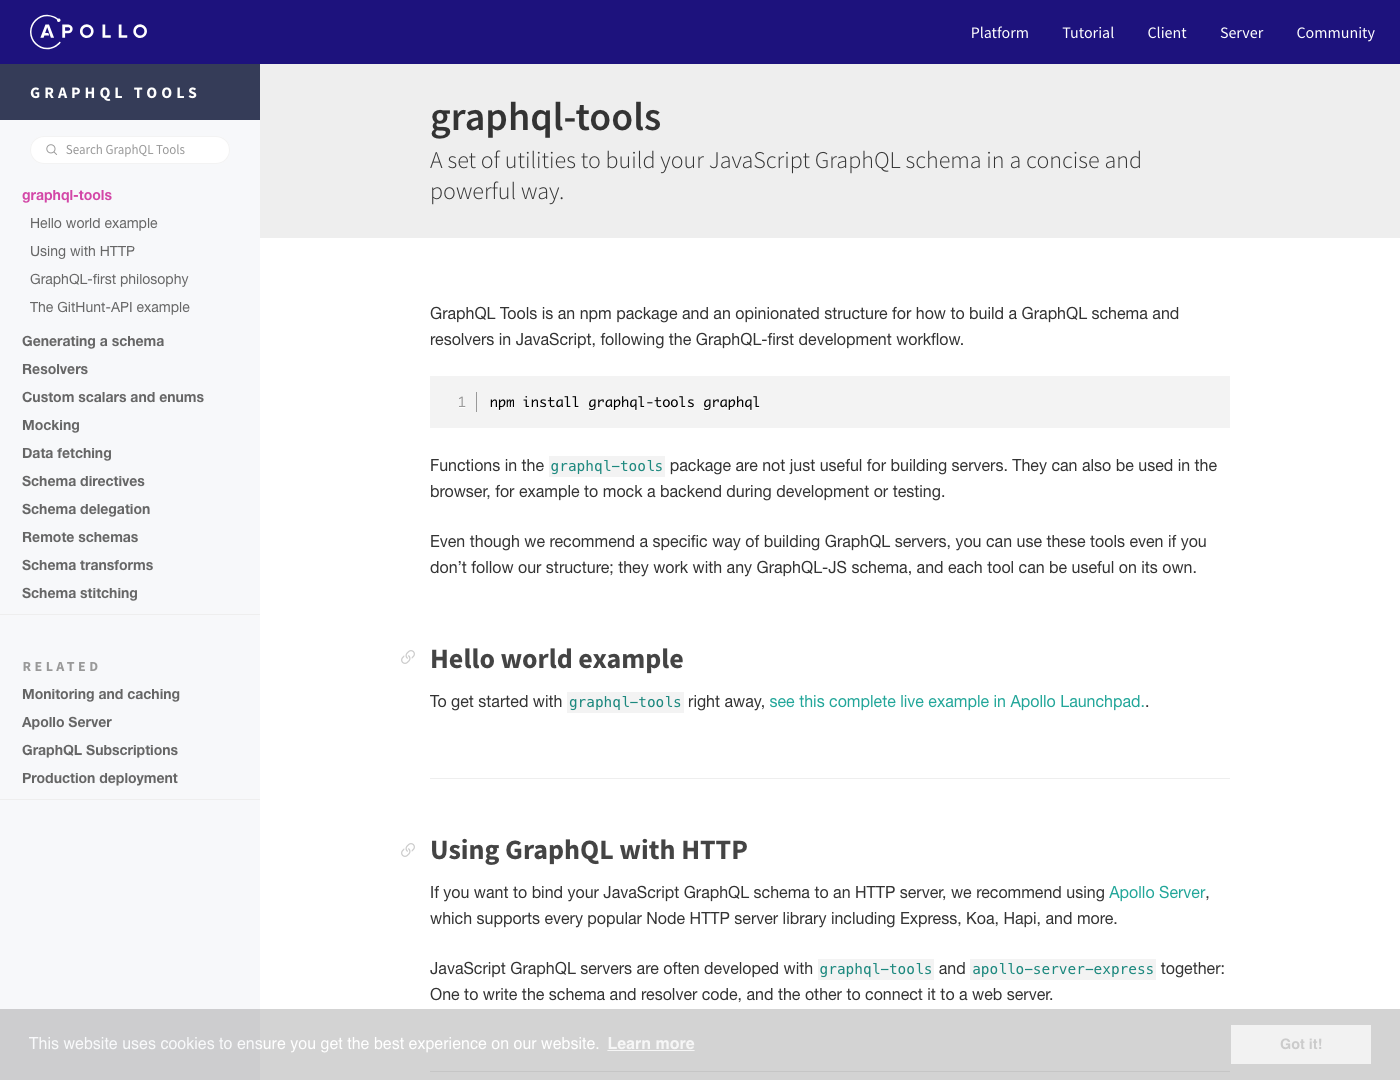 APOLLO
Platform
Tutorial
Client
Server
Community
GRAPHQL TOOLS
Search GraphQL Tools
graphql-tools
Hello world example
Using with HTTP
GraphQL-first philosophy
The GitHunt-API example
Generating a schema
Resolvers
Custom scalars and enums
Mocking
Data fetching
Schema directives
Schema delegation
Remote schemas
Schema transforms
Schema stitching
RELATED
Monitoring and caching
Apollo Server
GraphQL Subscriptions
Production deployment
graphql-tools
A set of utilities to build your JavaScript GraphQL schema in a concise and
powerful way.
GraphQL Tools is an npm package and an opinionated structure for how to build a GraphQL schema and
resolvers in JavaScript, following the GraphQL-first development workflow.
1 npm install graphql-tools graphql
Functions in the graphql-tools package are not just useful for building servers. They can also be used in the
browser, for example to mock a backend during development or testing.
Even though we recommend a specific way of building GraphQL servers, you can use these tools even if you
don’t follow our structure; they work with any GraphQL-JS schema, and each tool can be useful on its own.
Hello world example
To get started with graphql-tools right away, see this complete live example in Apollo Launchpad..
Using GraphQL with HTTP
If you want to bind your JavaScript GraphQL schema to an HTTP server, we recommend using Apollo Server,
which supports every popular Node HTTP server library including Express, Koa, Hapi, and more.
JavaScript GraphQL servers are often developed with graphql-tools and apollo-server-express together:
One to write the schema and resolver code, and the other to connect it to a web server.
This website uses cookies to ensure you get the best experience on our website. Learn more
Got it!